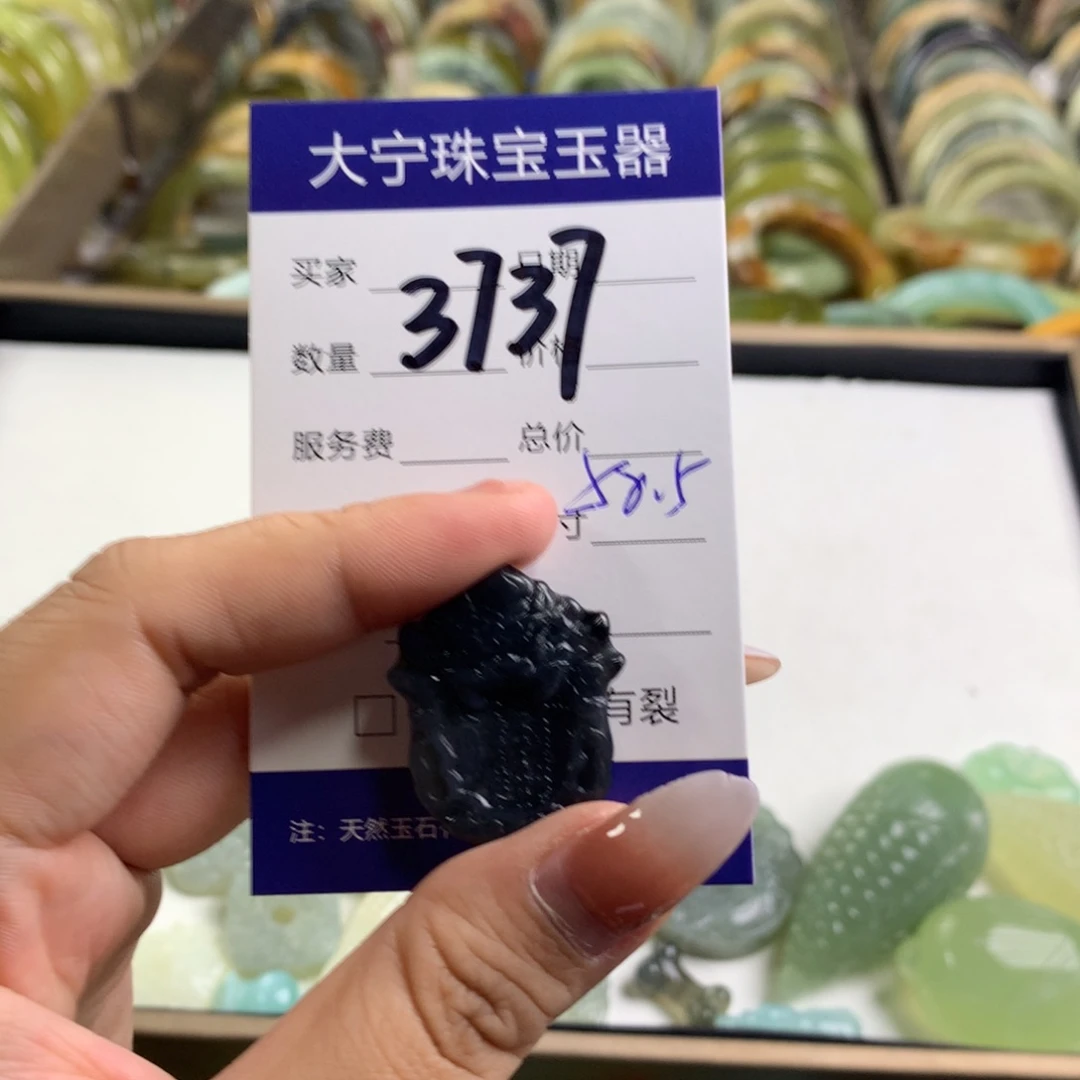 大宁珠宝玉器
买家 日期
3737
数量 价格
服务费 总价
58.5
寸
有裂
注：天然玉石